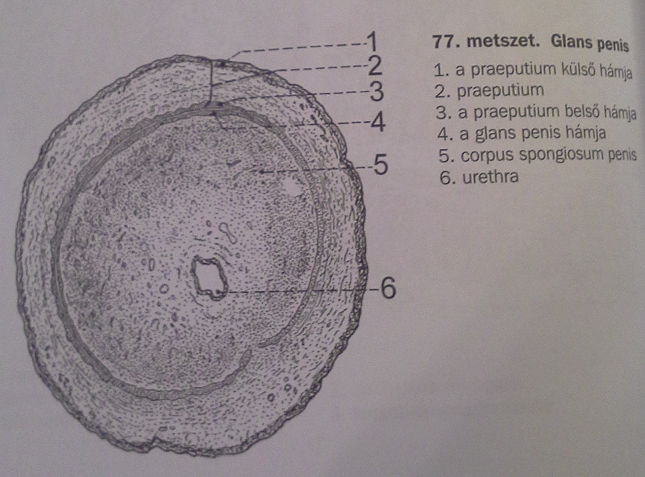 77. metszet. Glans penis
1. a praeputium külső hámja
2. praeputium
3. a praeputium belső hámja
4. a glans penis hámja
5. corpus spongiosum penis
6. urethra
1
2
3
4
5
6